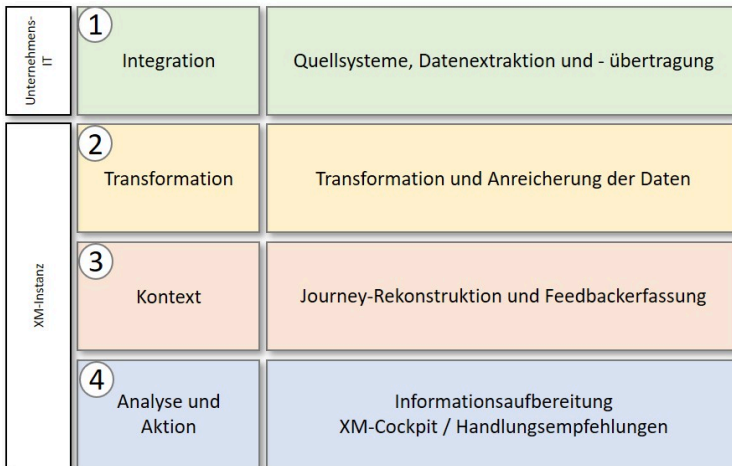 Unternehmens-
IT
1
Integration
Quellsysteme, Datenextraktion und - übertragung
XM-Instanz
2
Transformation
Transformation und Anreicherung der Daten
3
Kontext
Journey-Rekonstruktion und Feedbackerfassung
4
Analyse und
Aktion
Informationsaufbereitung
XM-Cockpit / Handlungsempfehlungen